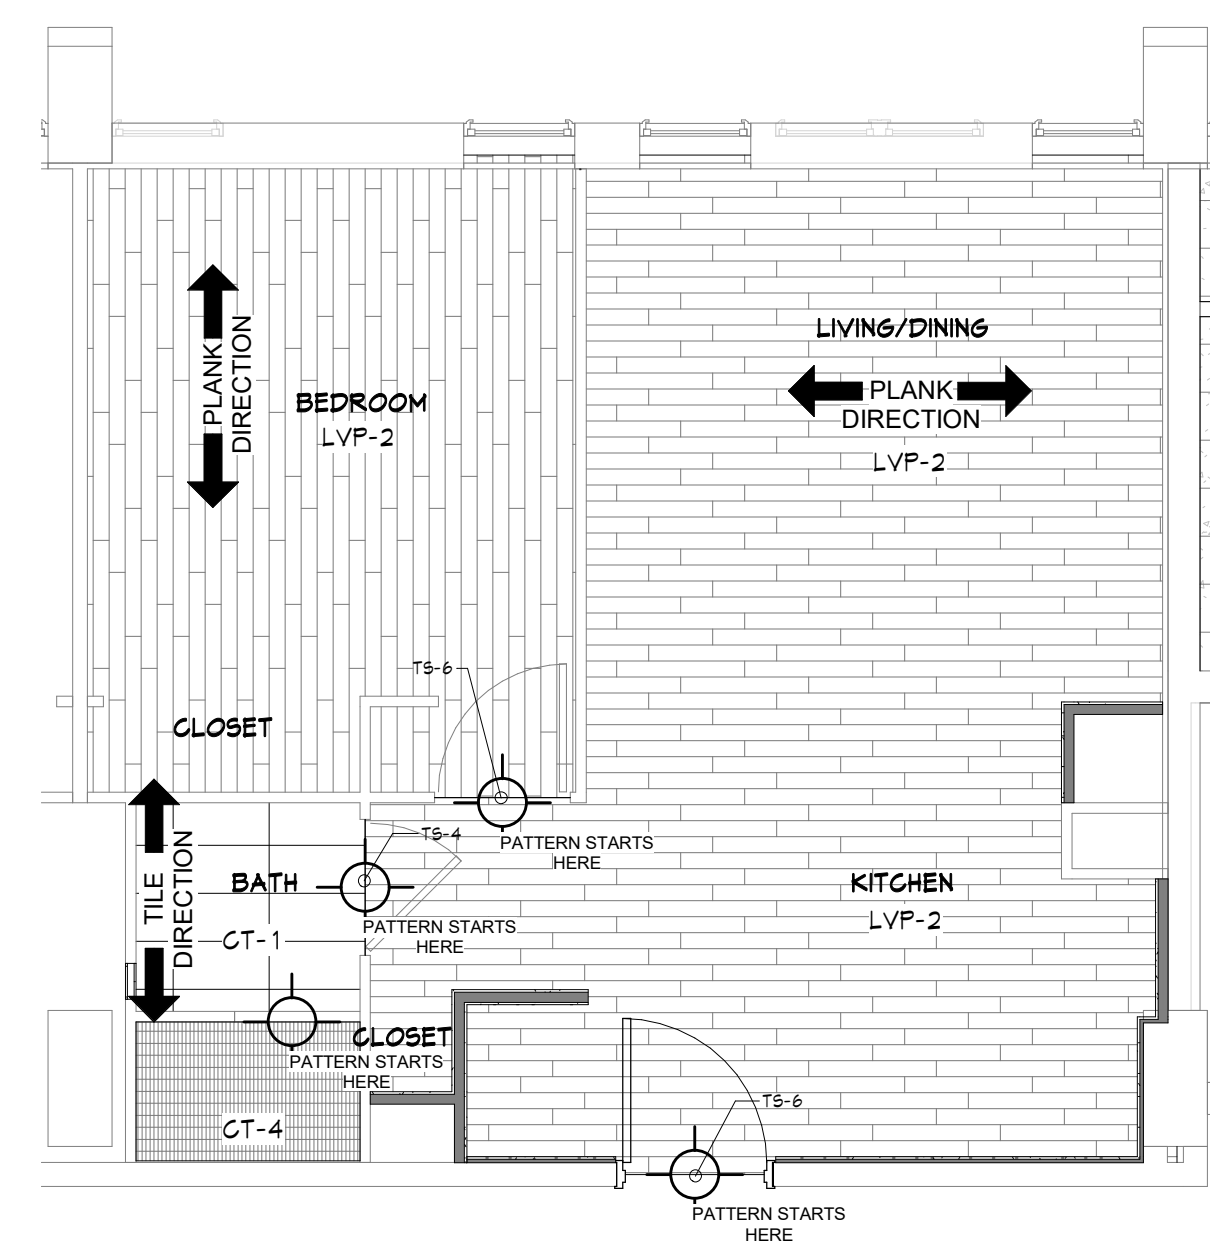 LIVING/DINING
PLANK
DIRECTION
LVP-2
PLANK
DIRECTION
BEDROOM
LVP-2
TS-6
CLOSET
PATTERN STARTS
HERE
TS-4
TILE
DIRECTION
BATH
CT-1
PATTERN STARTS
HERE
KITCHEN
LVP-2
CLOSET
PATTERN STARTS
HERE
CT-4
TS-6
PATTERN STARTS
HERE